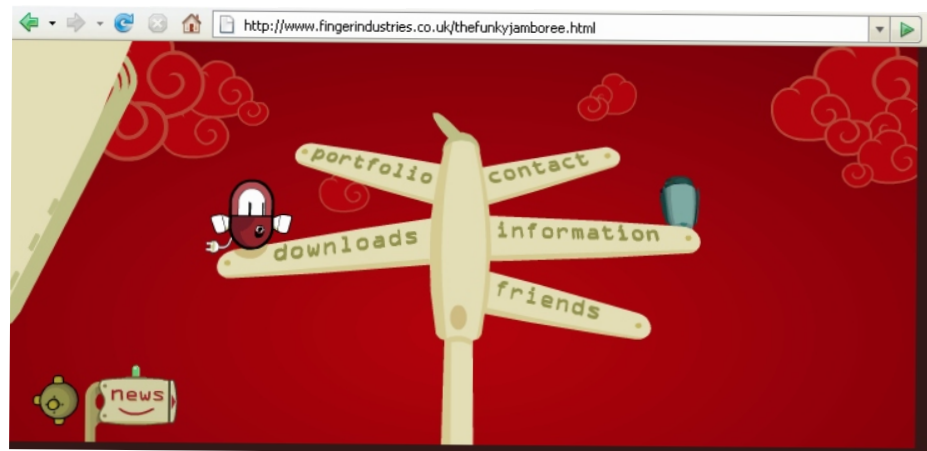 http://www.fingerindustries.co.uk/thefunkyjamboree.html
portfolio
contact
downloads
information
friends
news